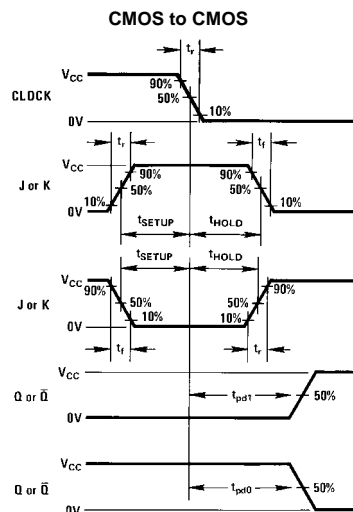 CMOS to CMOS
tr
VCC
90%
50%
10%
CLOCK
0V
tr
tf
VCC
90%
90%
J or K
50%
50%
10%
10%
0V
tSETUP
tHOLD
tSETUP
tHOLD
VCC
90%
90%
J or K
50%
50%
10%
10%
0V
tf
tr
VCC
Q or Q̅
50%
tpd1
0V
VCC
tpd0
50%
Q or Q̅
0V